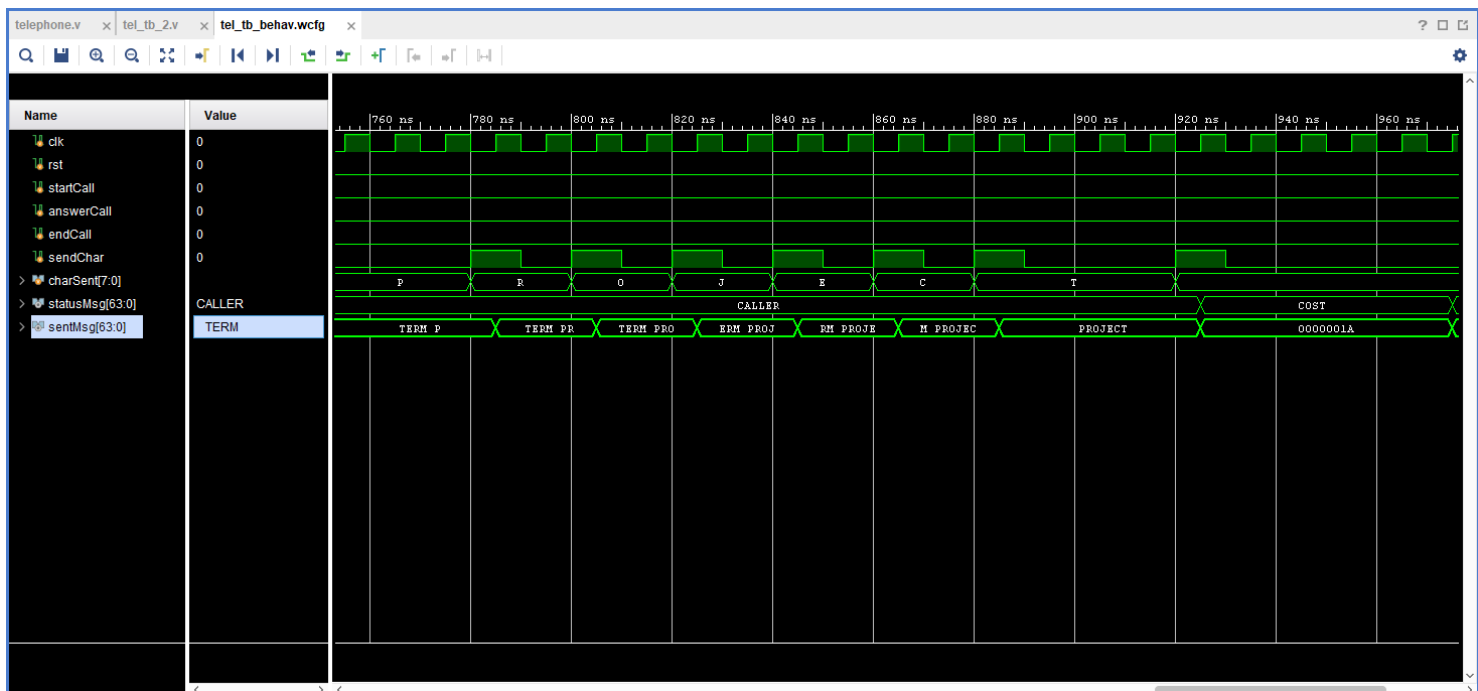 telephone.v × tel_tb_2.v × tel_tb_behav.wcfg × ?
Name Value 760 ns 780 ns 800 ns 820 ns 840 ns 860 ns 880 ns 900 ns 920 ns 940 ns 960 ns
clk 0
rst 0
startCall 0
answerCall 0
endCall 0
sendChar 0
> charSent[7:0] P R O J E C T
> statusMsg[63:0] CALLER CALLER COST
> sentMsg[63:0] TERM TERM P TERM PR TERM PRO ERM PROJ RM PROJE M PROJEC PROJECT 0000001A